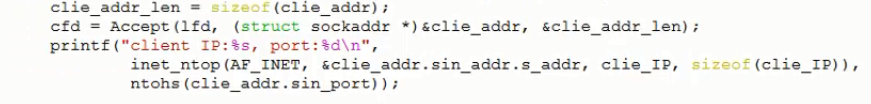 clie_addr_len = sizeof(clie_addr);
cfd = Accept(lfd, (struct sockaddr *)&clie_addr, &clie_addr_len);
printf("client IP:%s, port:%d\n",
inet_ntop(AF_INET, &clie_addr.sin_addr.s_addr, clie_IP, sizeof(clie_IP)),
ntohs(clie_addr.sin_port));